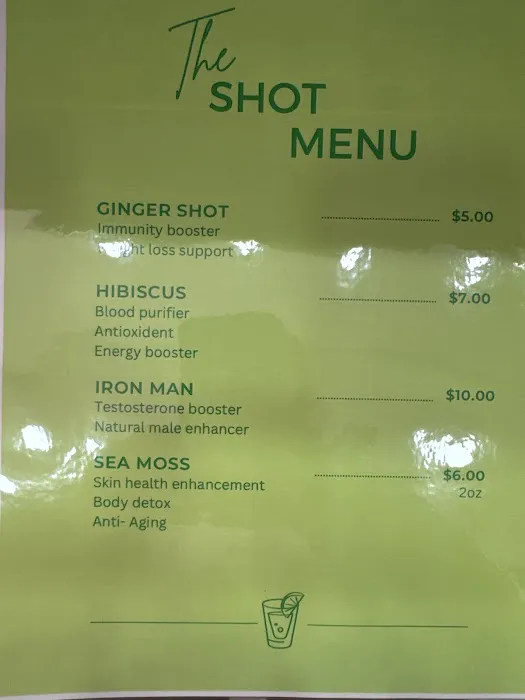 The
SHOT
MENU
GINGER SHOT ........................ $5.00
Immunity booster
loss support
HIBISCUS ........................ $7.00
Blood purifier
Antioxident
Energy booster
IRON MAN ........................ $10.00
Testosterone booster
Natural male enhancer
SEA MOSS ........................ $6.00
Skin health enhancement
2oz
Body detox
Anti- Aging